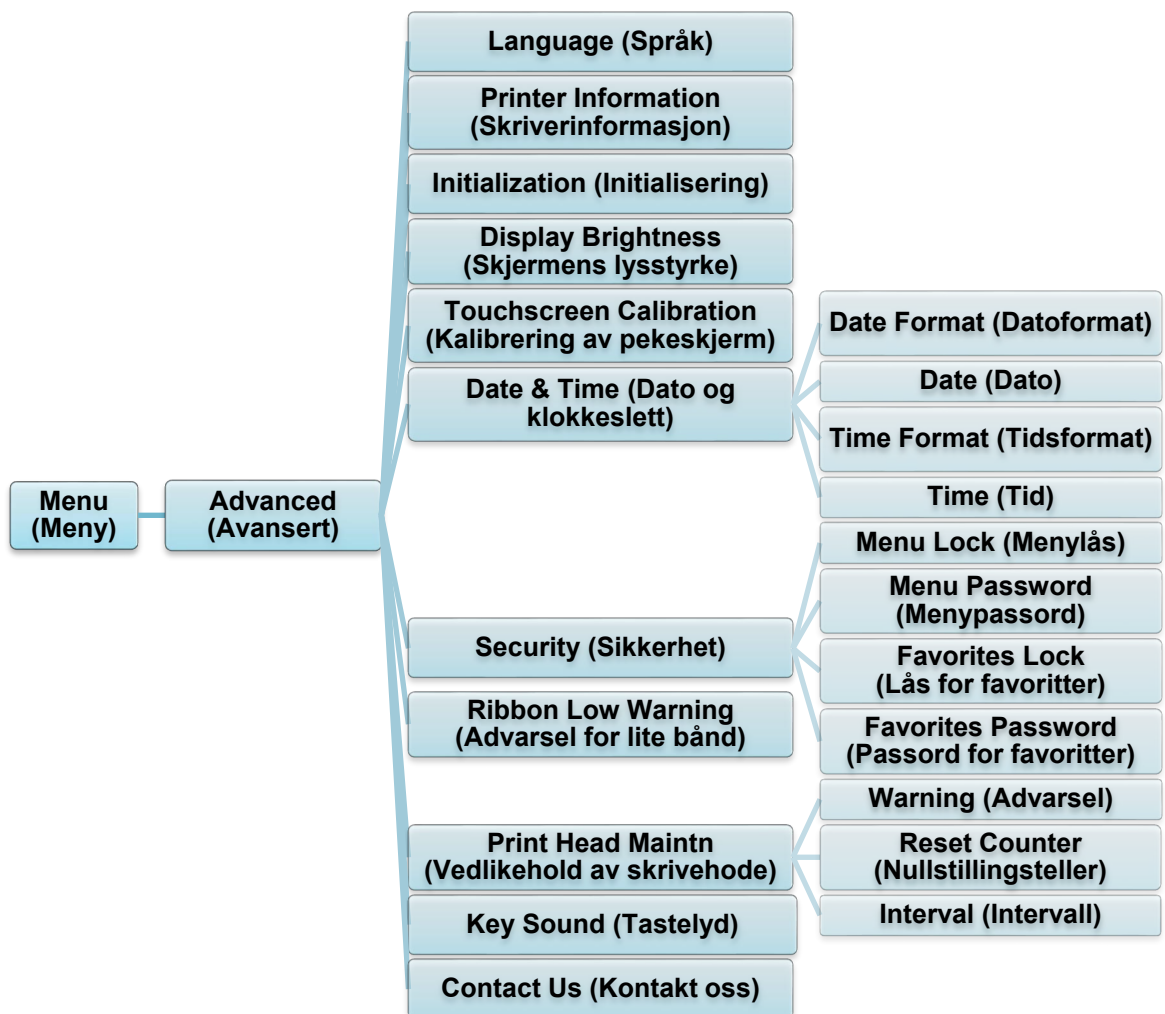 Menu
(Meny)
Advanced
(Avansert)
Language (Språk)
Printer Information
(Skriverinformasjon)
Initialization (Initialisering)
Display Brightness
(Skjermens lysstyrke)
Touchscreen Calibration
(Kalibrering av pekeskjerm)
Date & Time (Dato og
klokkeslett)
Date Format (Datoformat)
Date (Dato)
Time Format (Tidsformat)
Time (Tid)
Security (Sikkerhet)
Menu Lock (Menylås)
Menu Password
(Menypassord)
Favorites Lock
(Lås for favoritter)
Favorites Password
(Passord for favoritter)
Ribbon Low Warning
(Advarsel for lite bånd)
Print Head Maintn
(Vedlikehold av skrivehode)
Warning (Advarsel)
Reset Counter
(Nullstillingsteller)
Interval (Intervall)
Key Sound (Tastelyd)
Contact Us (Kontakt oss)